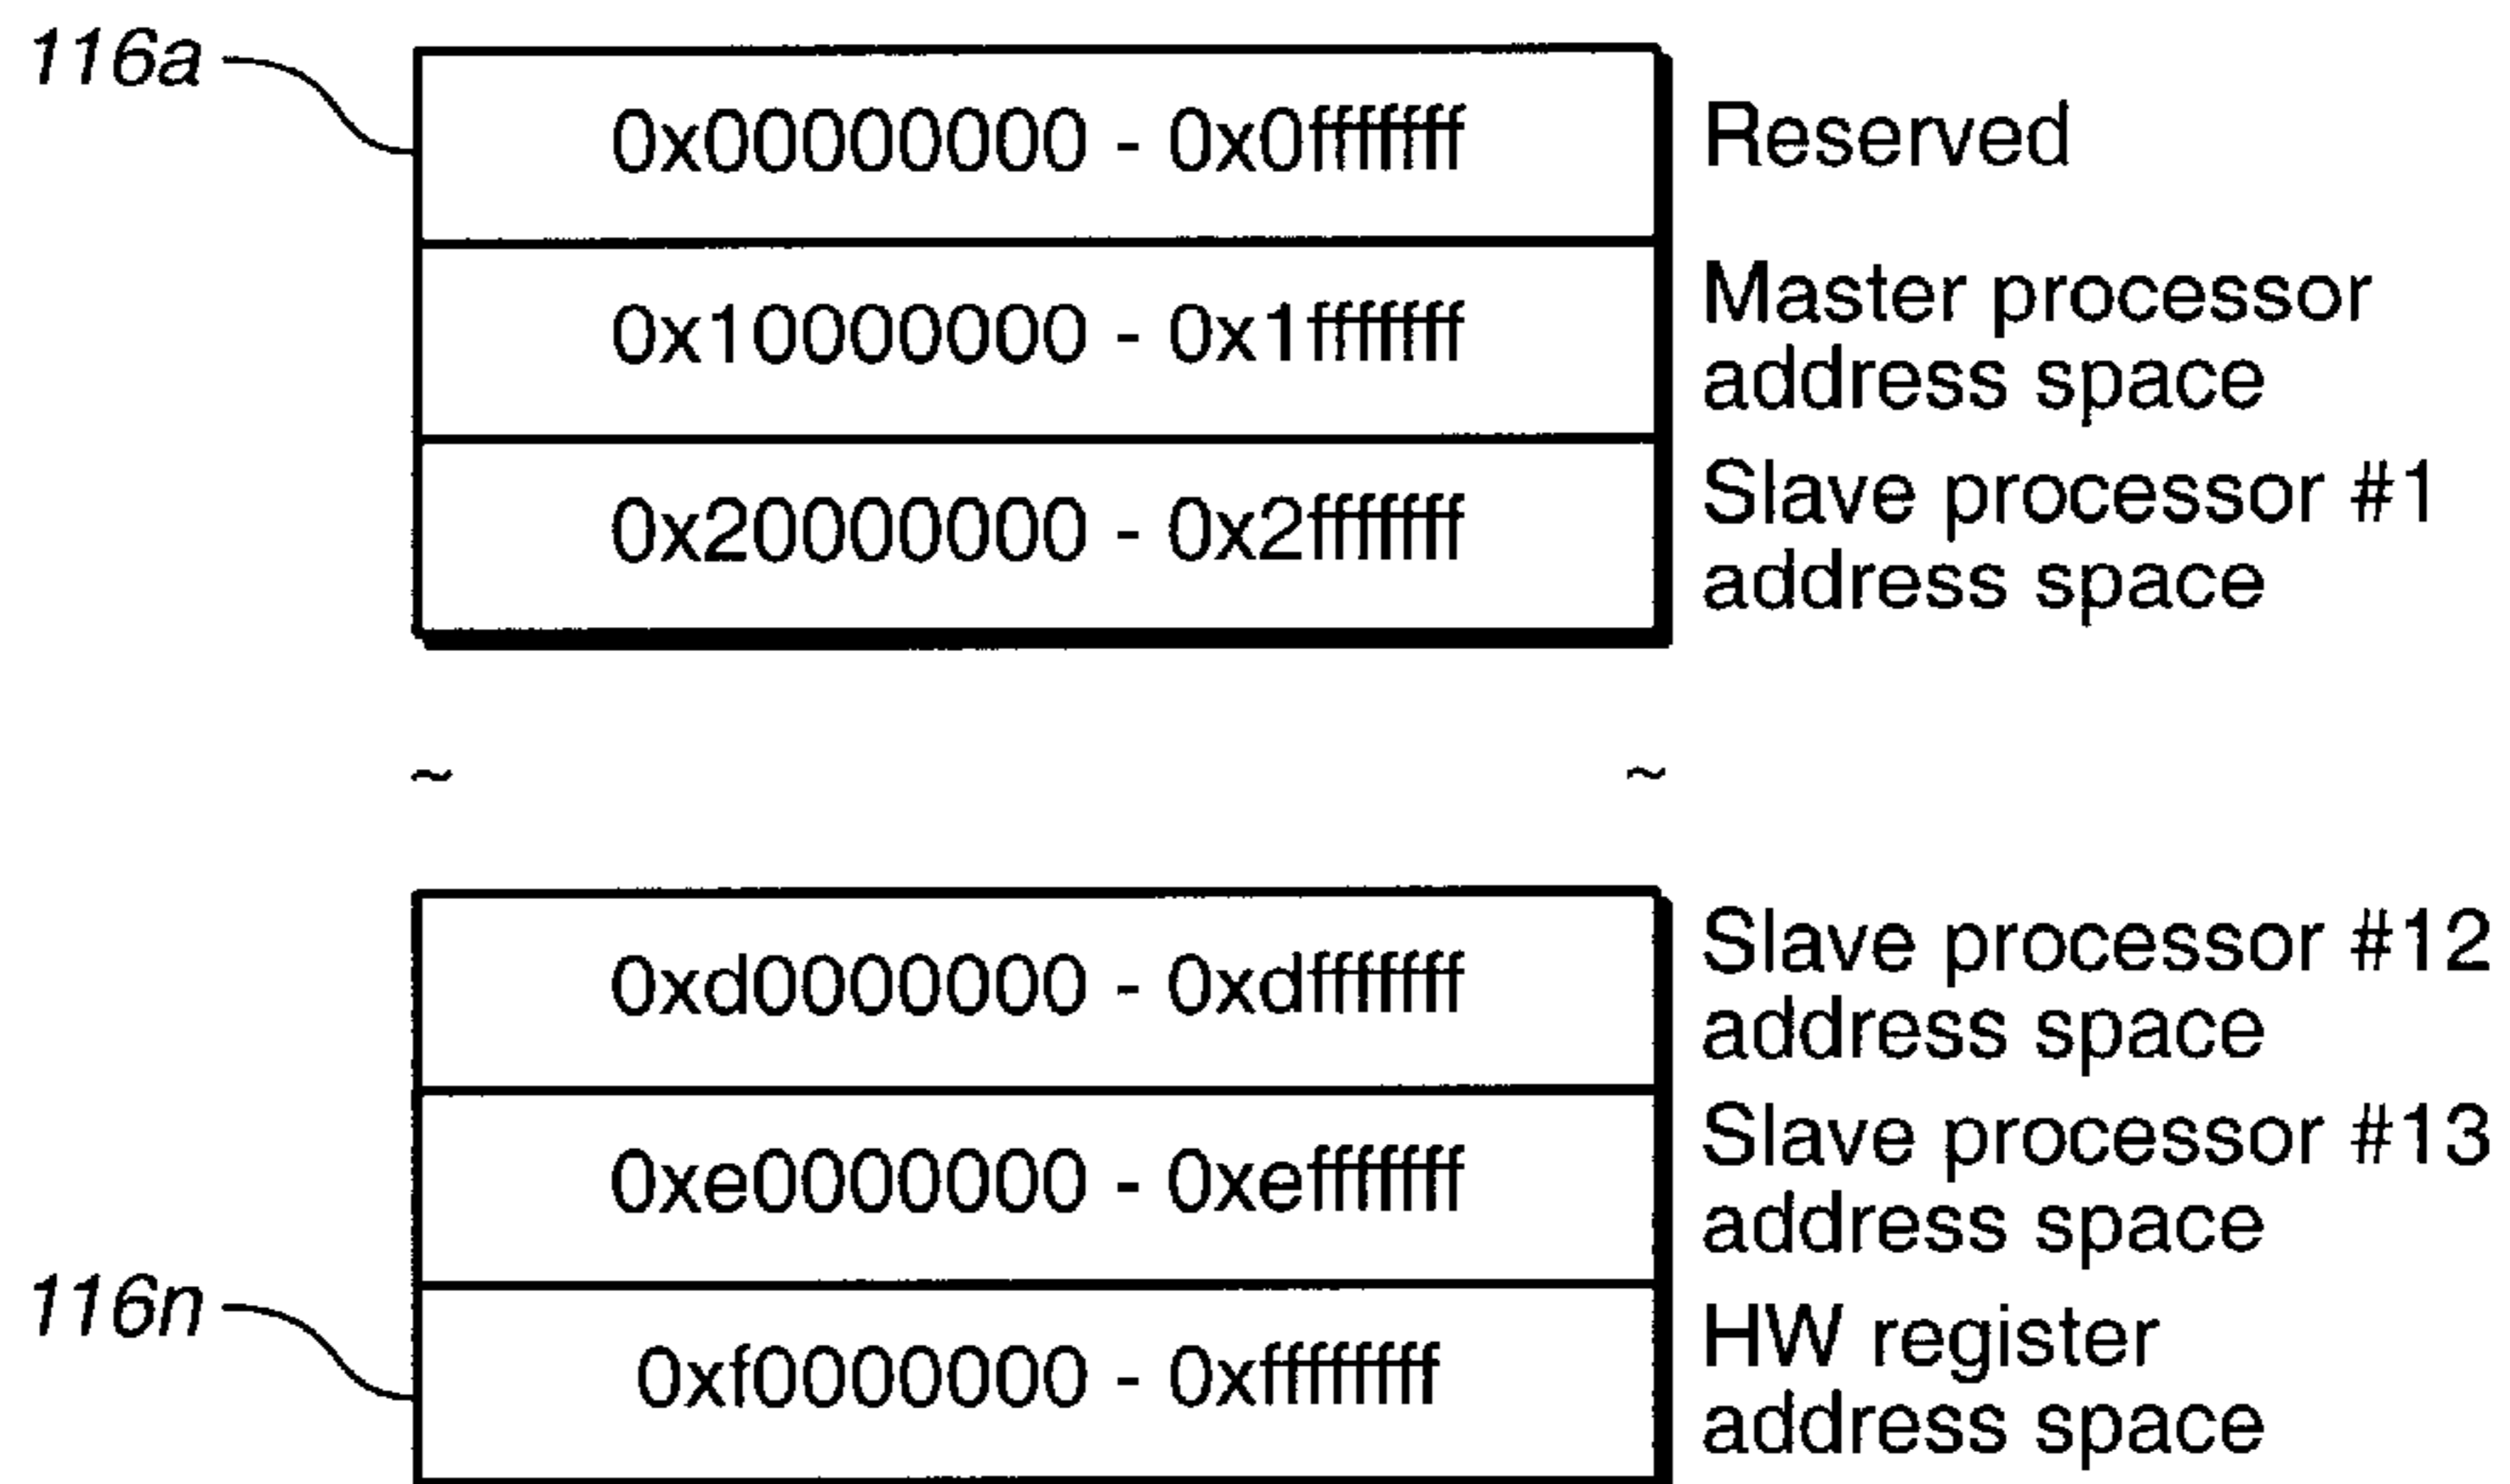 116a
0x00000000 - 0x0fffffff
Reserved
0x10000000 - 0x1fffffff
Master processor
address space
0x20000000 - 0x2fffffff
Slave processor #1
address space
~ ~
0xd0000000 - 0xdfffffff
Slave processor #12
address space
0xe0000000 - 0xefffffff
Slave processor #13
address space
116n
0xf0000000 - 0xffffffff
HW register
address space